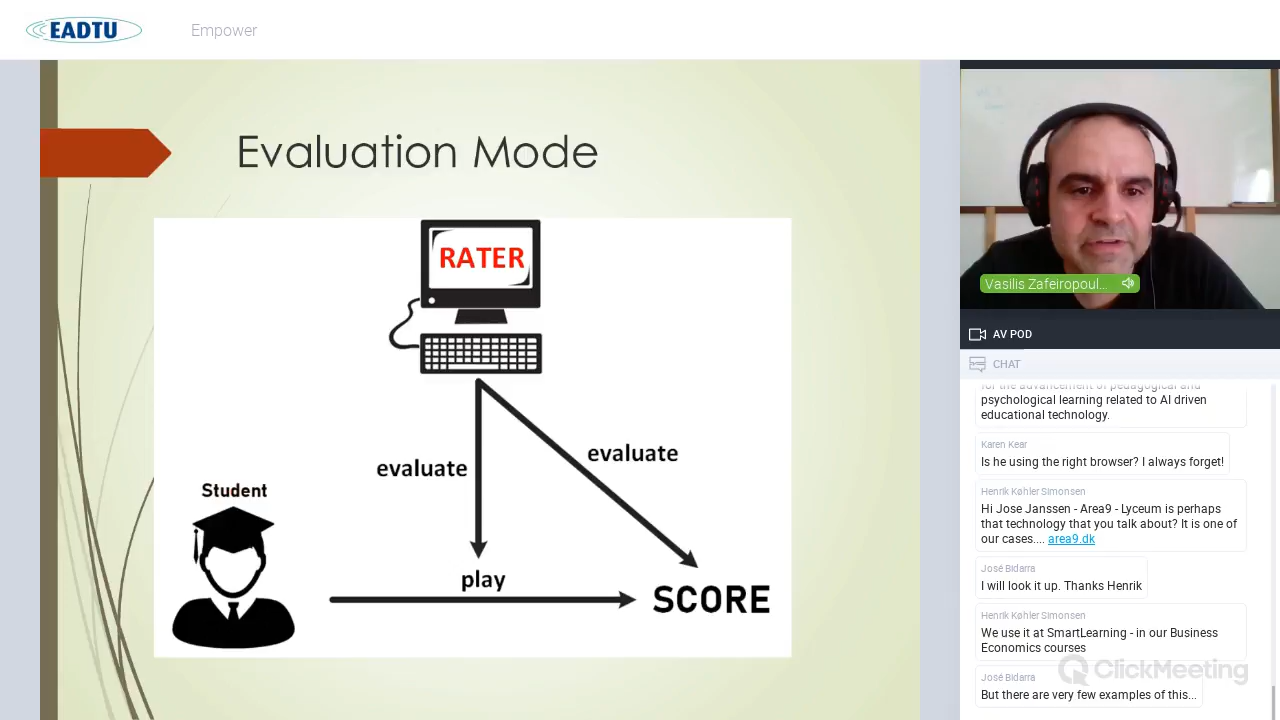 EADTU
Empower
Evaluation Mode
RATER
evaluate
evaluate
Student
play
SCORE
Vasilis Zafeiropoul...
AV POD
CHAT
for the advancement of pedagogical and
psychological learning related to AI driven
educational technology.
Karen Kear
Is he using the right browser? I always forget!
Henrik Køhler Simonsen
Hi Jose Janssen - Area9 - Lyceum is perhaps
that technology that you talk about? It is one of
our cases.... area9.dk
José Bidarra
I will look it up. Thanks Henrik
Henrik Køhler Simonsen
We use it at SmartLearning - in our Business
Economics courses
ClickMeeting
José Bidarra
But there are very few examples of this...